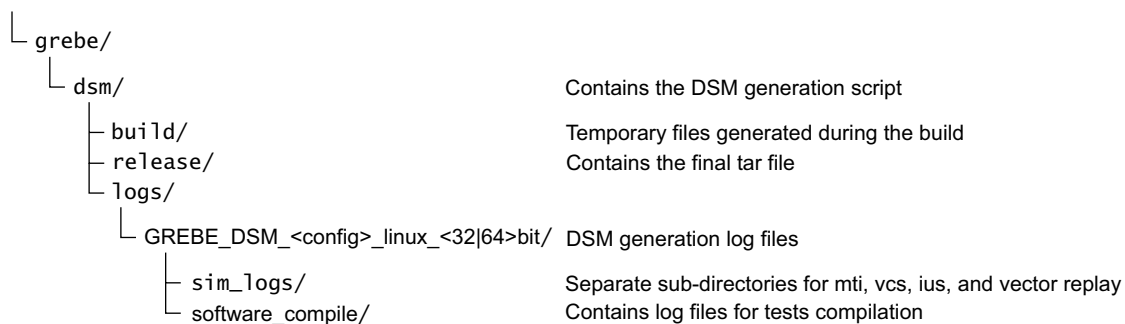 grebe/
dsm/ Contains the DSM generation script
build/ Temporary files generated during the build
release/ Contains the final tar file
logs/
GREBE_DSM_<config>_linux_<32|64>bit/ DSM generation log files
sim_logs/ Separate sub-directories for mti, vcs, ius, and vector replay
software_compile/ Contains log files for tests compilation